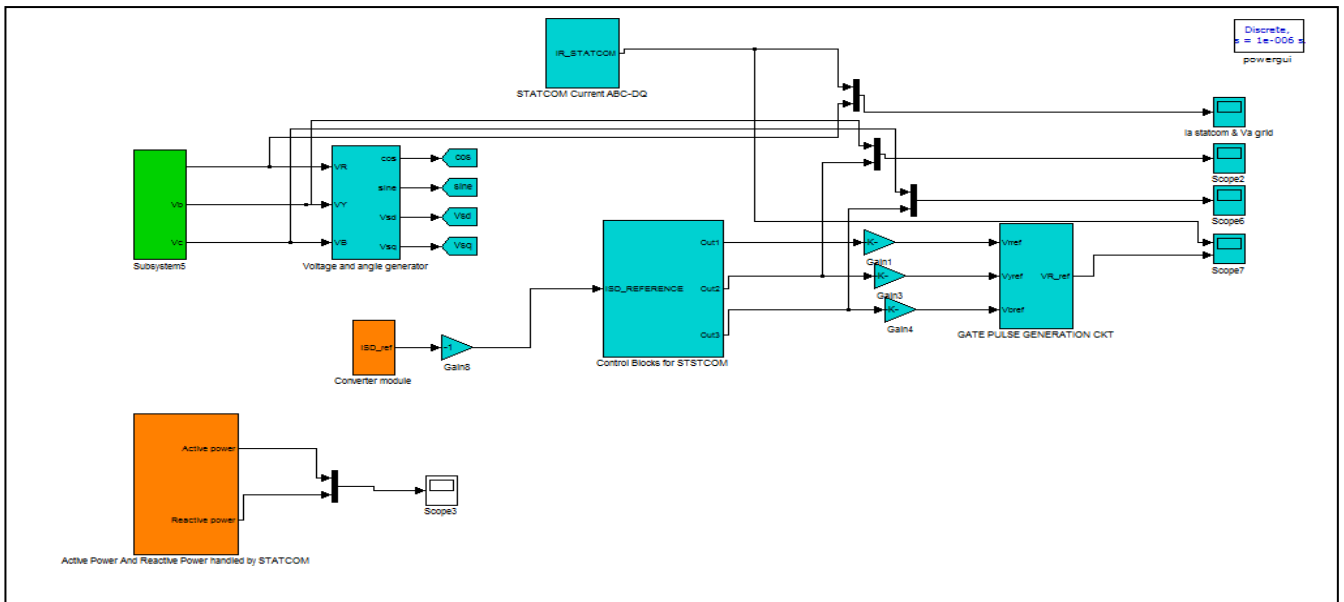 Discrete,
s = 1e-006 s.
powergui
IR_STATCOM
STATCOM Current ABC-DQ
Ia statcom & Va grid
Scope2
Scope6
Scope7
Vb
Vc
Subsystem5
VR
VY
VB
cos
sine
Vsd
Vsq
Voltage and angle generator
cos
sine
Vsd
Vsq
ISD_REFERENCE
Out1
Out2
Out3
Control Blocks for STSTCOM
-K-
Gain1
-K-
Gain3
-K-
Gain4
Vrref
Vyref
Vbref
VR_ref
GATE PULSE GENERATION CKT
ISD_ref
Converter module
-1
Gain8
Active power
Reactive power
Active Power And Reactive Power handled by STATCOM
Scope3